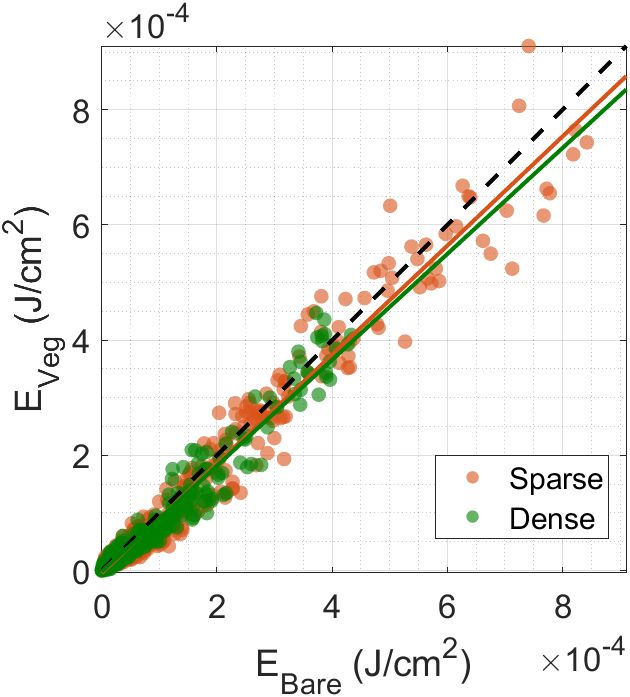 ×10⁻⁴
8
6
4
2
0
E_Veg (J/cm²)
Sparse
Dense
0 2 4 6 8
×10⁻⁴
E_Bare (J/cm²)